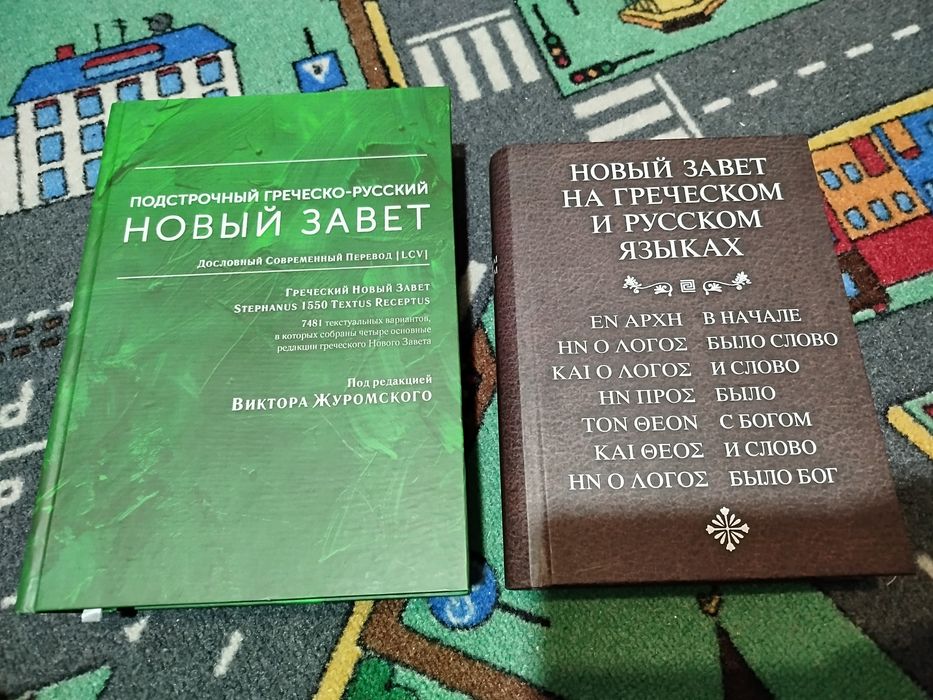 ПОДСТРОЧНЫЙ ГРЕЧЕСКО-РУССКИЙ
НОВЫЙ ЗАВЕТ
Дословный Современный Перевод [LCV]
Греческий Новый Завет
Stephanus 1550 Textus Receptus
7481 текстуальных вариантов,
в которых собраны четыре основные
редакции греческого Нового Завета
Под редакцией
Виктора Журомского
НОВЫЙ ЗАВЕТ
НА ГРЕЧЕСКОМ
И РУССКОМ
ЯЗЫКАХ
ΕΝ ΑΡΧΗ В НАЧАЛЕ
ΗΝ Ο ΛΟΓΟΣ БЫЛО СЛОВО
ΚΑΙ Ο ΛΟΓΟΣ И СЛОВО
ΗΝ ΠΡΟΣ БЫЛО
ΤΟΝ ΘΕΟΝ С БОГОМ
ΚΑΙ ΘΕΟΣ И СЛОВО
ΗΝ Ο ΛΟΓΟΣ БЫЛО БОГ